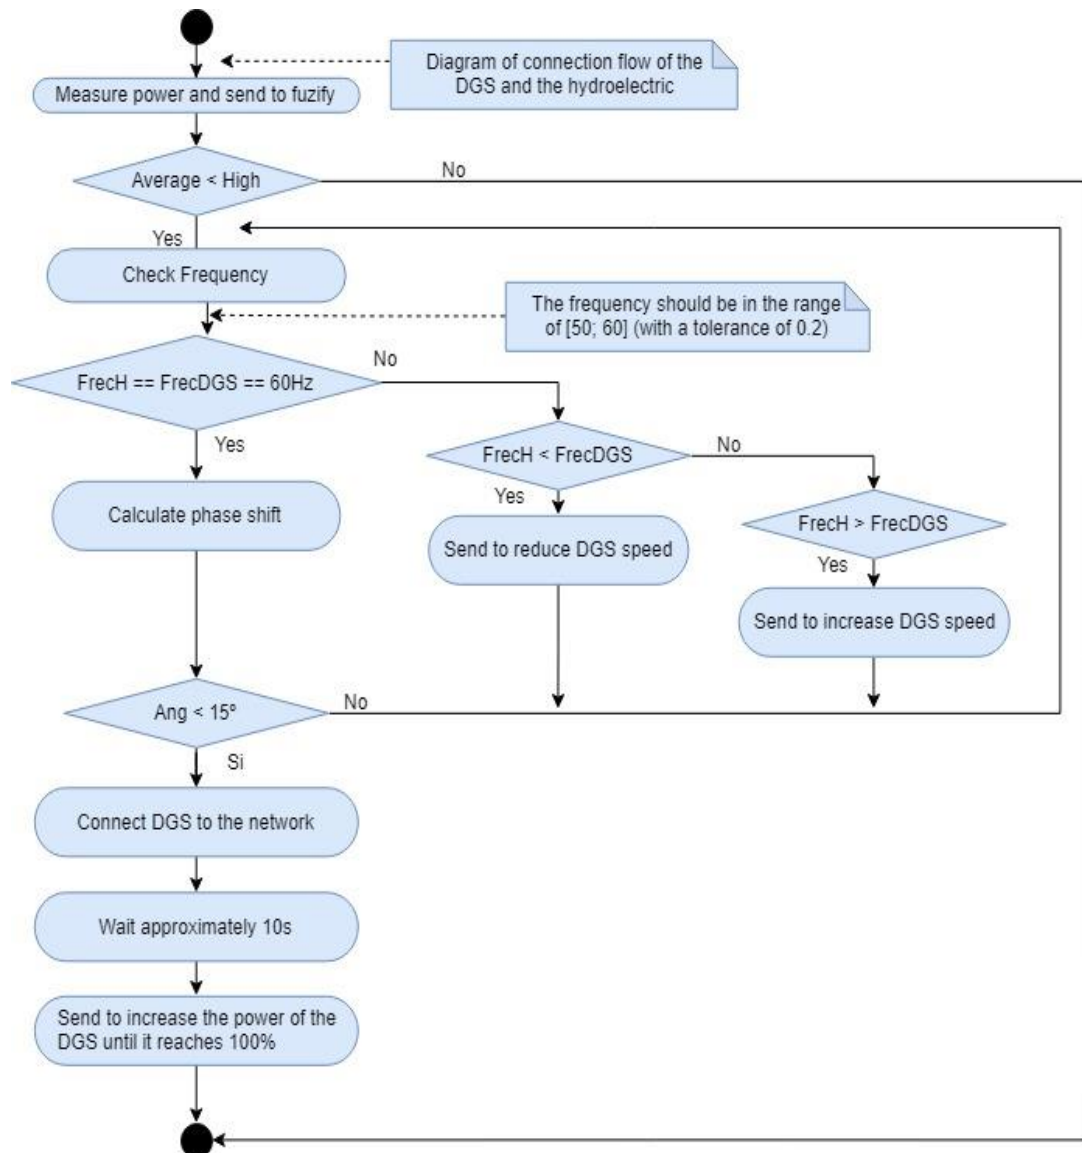 Diagram of connection flow of the
DGS and the hydroelectric
Measure power and send to fuzify
Average < High
No
Yes
Check Frequency
The frequency should be in the range
of [50; 60] (with a tolerance of 0.2)
FrecH == FrecDGS == 60Hz
No
Yes
FrecH < FrecDGS
No
Yes
Calculate phase shift
FrecH > FrecDGS
Send to reduce DGS speed
Yes
Send to increase DGS speed
Ang < 15º
No
Si
Connect DGS to the network
Wait approximately 10s
Send to increase the power of the
DGS until it reaches 100%